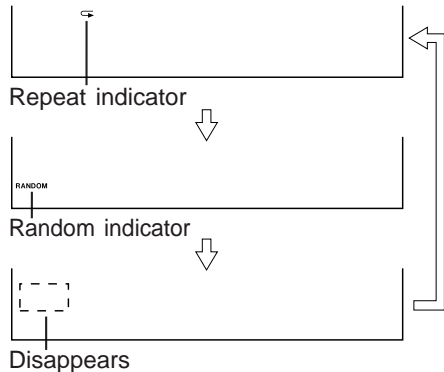 Repeat indicator
RANDOM
Random indicator
Disappears